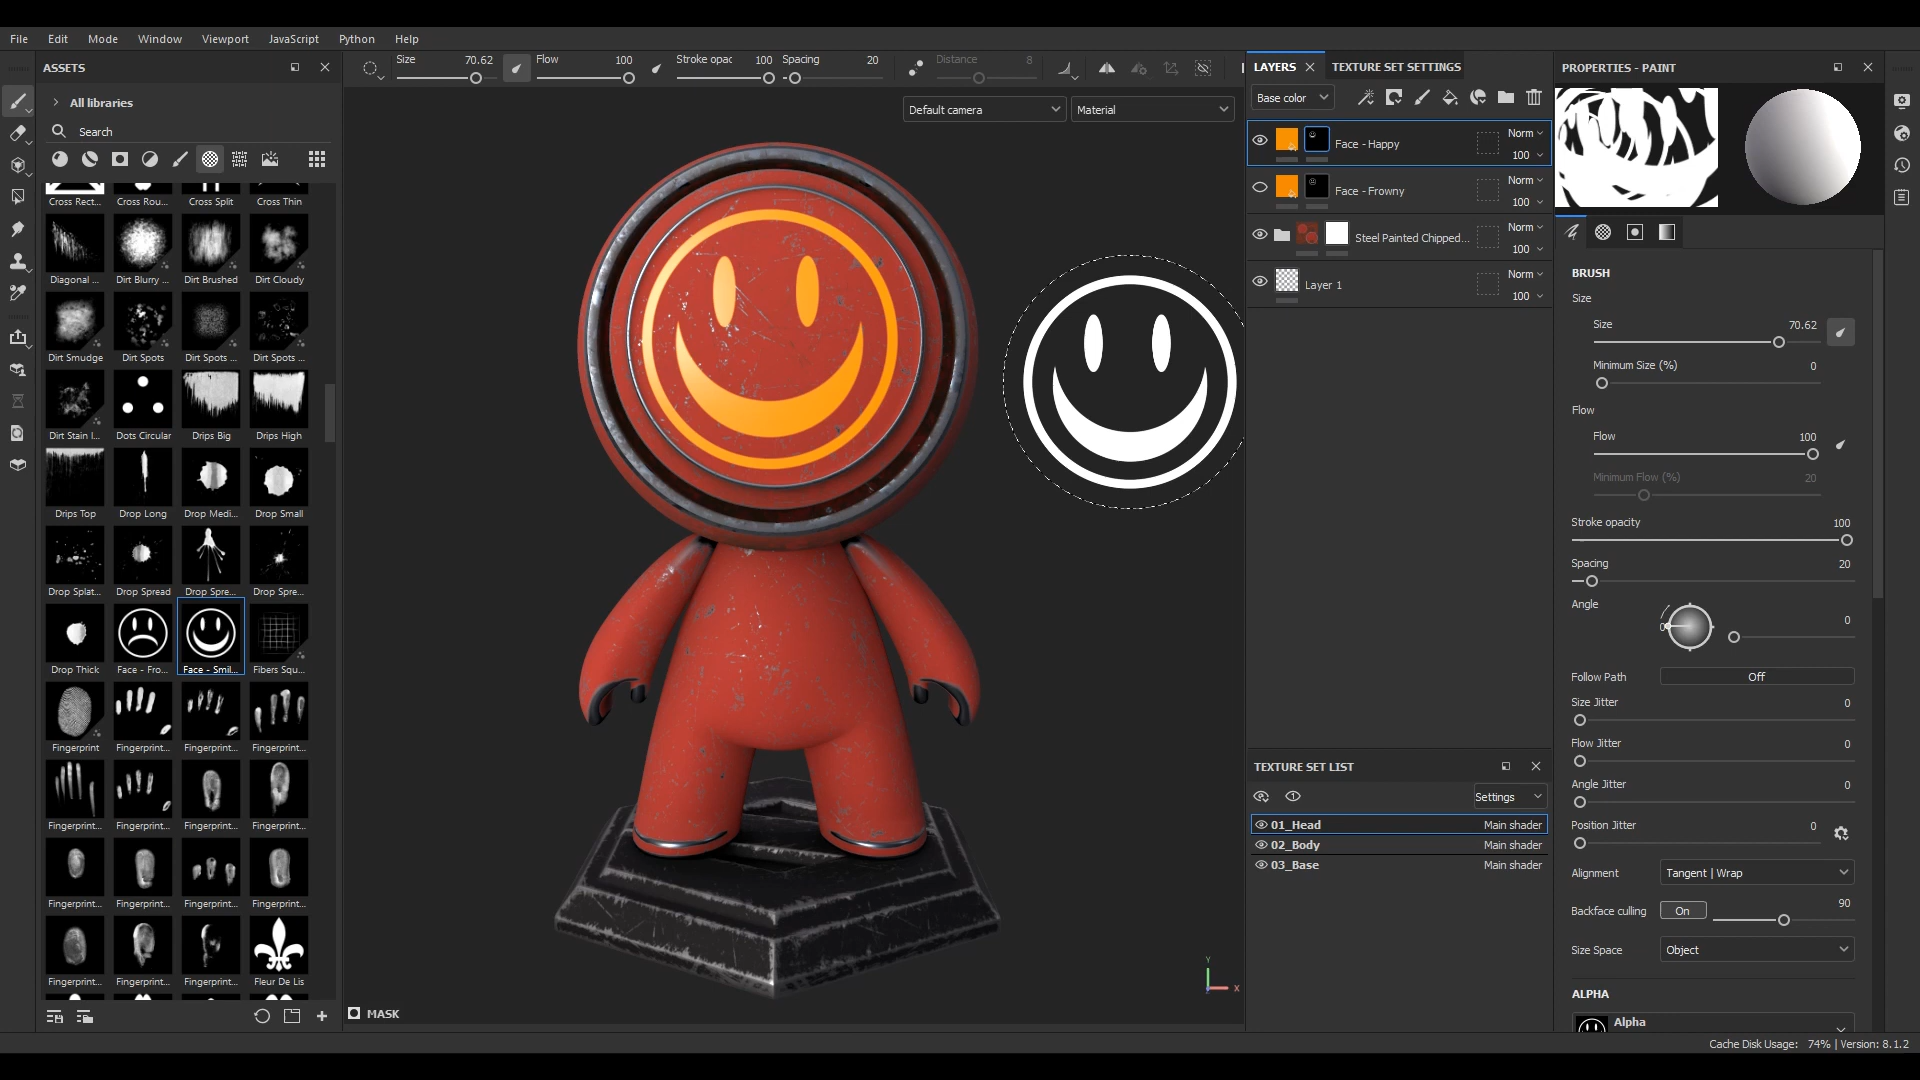 File Edit Mode Window Viewport JavaScript Python Help
ASSETS
All libraries
Search
Cross Rect... Cross Rou... Cross Split Cross Thin
Diagonal ... Dirt Blurry ... Dirt Brushed Dirt Cloudy
Dirt Smudge Dirt Spots Dirt Spots ... Dirt Spots ...
Dirt Stain I... Dots Circular Drips Big Drips High
Drips Top Drop Long Drop Medi... Drop Small
Drop Splat... Drop Spread Drop Spre... Drop Spre...
Drop Thick Face - Fro... Face - Smil... Fibers Squ...
Fingerprint Fingerprint... Fingerprint... Fingerprint...
Fingerprint... Fingerprint... Fingerprint... Fingerprint...
Fingerprint... Fingerprint... Fingerprint... Fingerprint...
Fingerprint... Fingerprint... Fingerprint... Fleur De Lis
Size 70.62 Flow 100 Stroke opac 100 Spacing 20 Distance 8
Default camera Material
Y
X
MASK
LAYERS TEXTURE SET SETTINGS
Base color
Face - Happy Norm 100
Face - Frowny Norm 100
Steel Painted Chipped... Norm 100
Layer 1 Norm 100
TEXTURE SET LIST
1 Settings
01_Head Main shader
02_Body Main shader
03_Base Main shader
PROPERTIES - PAINT
BRUSH
Size
Size 70.62
Minimum Size (%) 0
Flow
Flow 100
Minimum Flow (%) 20
Stroke opacity 100
Spacing 20
Angle 0 0
Follow Path Off
Size Jitter 0
Flow Jitter 0
Angle Jitter 0
Position Jitter 0
Alignment Tangent | Wrap
Backface culling On 90
Size Space Object
ALPHA
Alpha
Cache Disk Usage: 74% | Version: 8.1.2